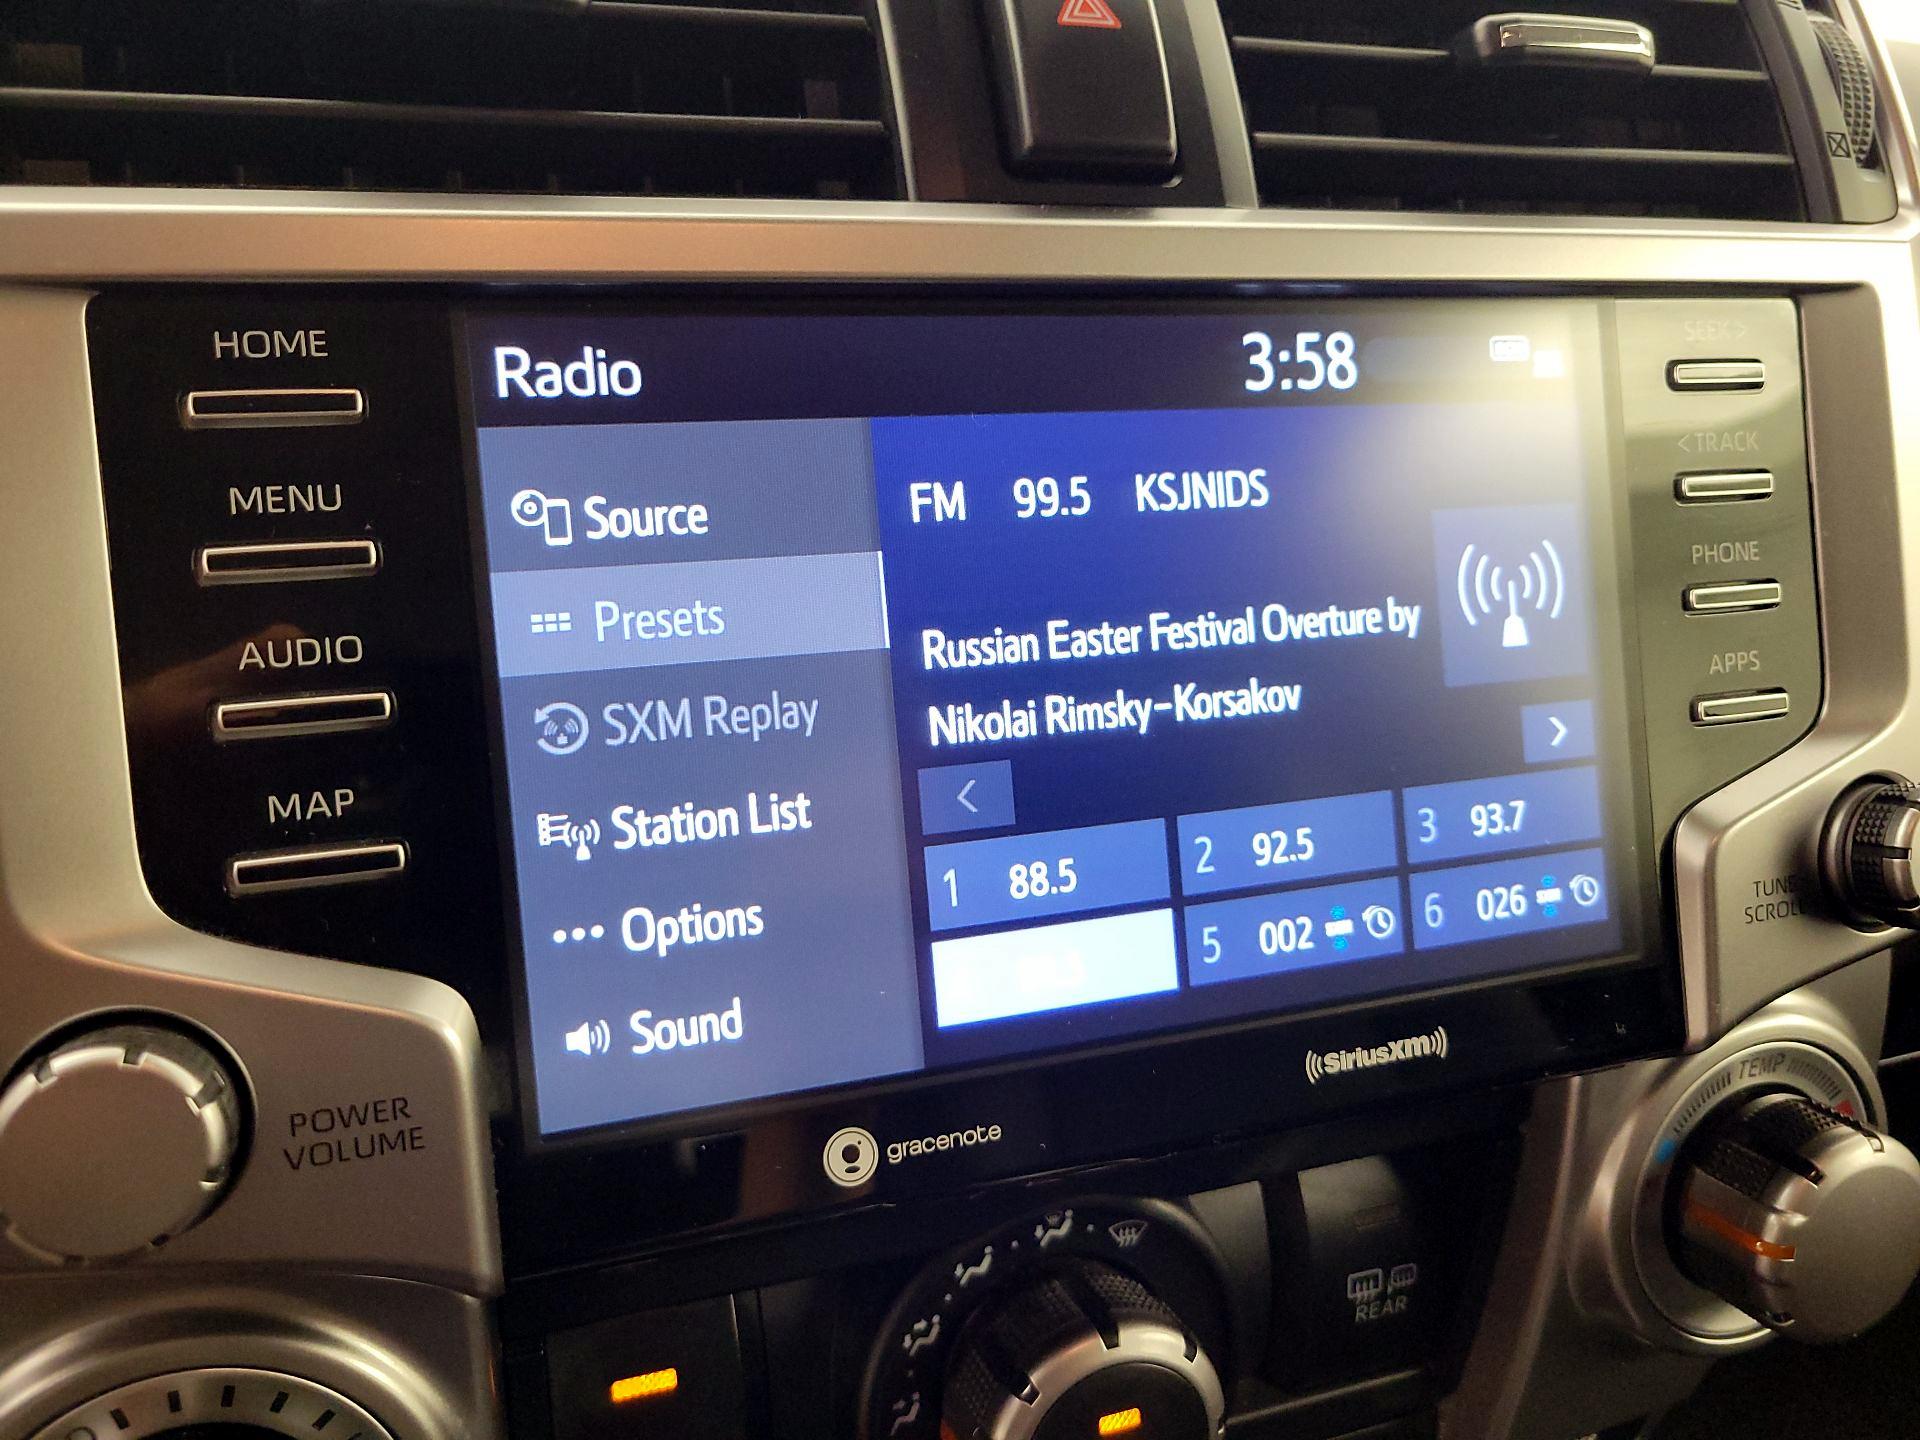 HOME
MENU
AUDIO
MAP
POWER
VOLUME
Radio
3:58
Source
Presets
SXM Replay
Station List
Options
Sound
FM 99.5 KSJNIDS
Russian Easter Festival Overture by
Nikolai Rimsky-Korsakov
<
>
1 88.5
2 92.5
3 93.7
5 002
6 026
gracenote
((SiriusXM))
SEEK >
< TRACK
PHONE
APPS
TUNE
SCROLL
TEMP
REAR